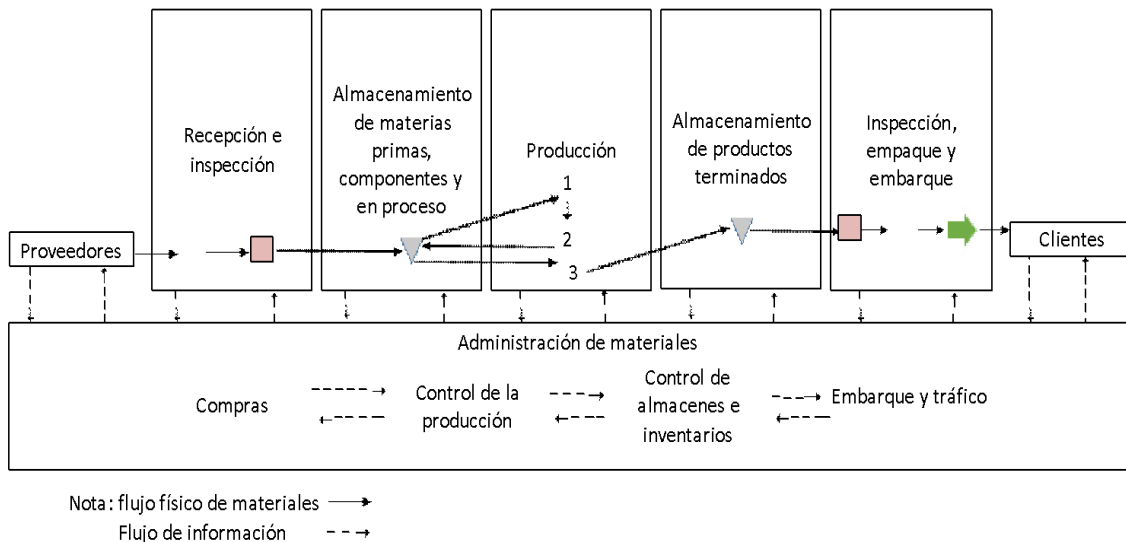 Recepción e
inspección
Almacenamiento
de materias
primas,
componentes y
en proceso
Producción
1
2
3
Almacenamiento
de productos
terminados
Inspección,
empaque y
embarque
Proveedores
Clientes
Administración de materiales
Compras
Control de la
producción
Control de
almacenes e
inventarios
Embarque y tráfico
Nota: flujo físico de materiales
Flujo de información